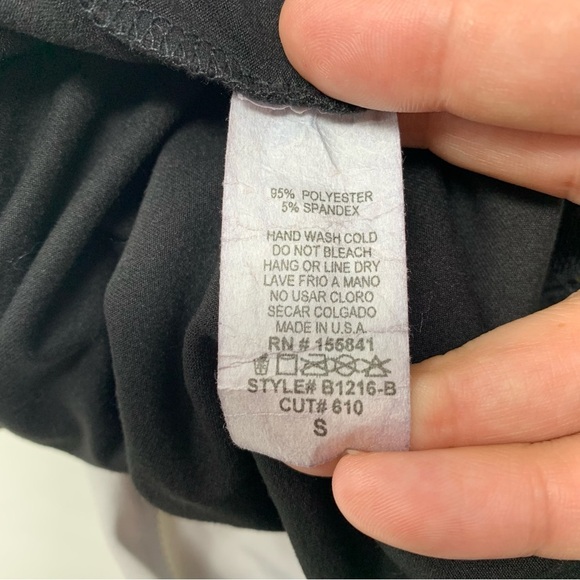 95% POLYESTER
5% SPANDEX
HAND WASH COLD
DO NOT BLEACH
HANG OR LINE DRY
LAVE FRIO A MANO
NO USAR CLORO
SECAR COLGADO
MADE IN U.S.A.
RN # 155841
STYLE# B1216-B
CUT# 610
S